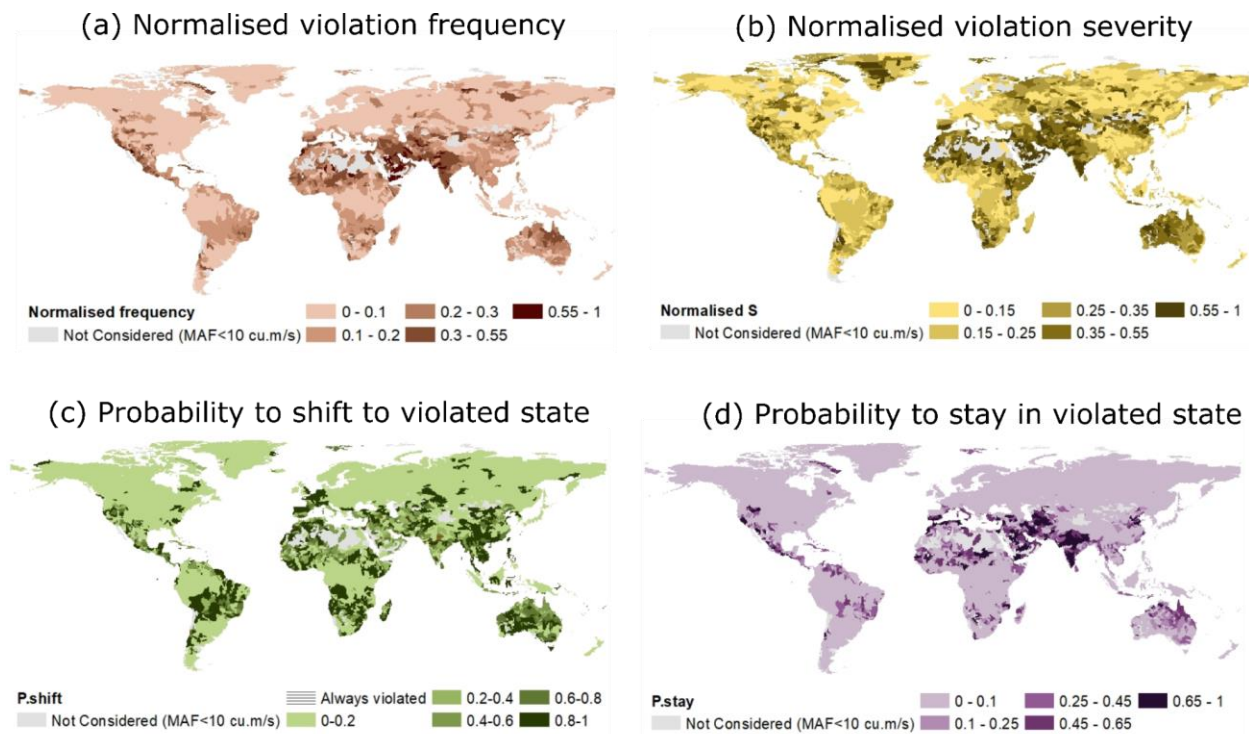 (a) Normalised violation frequency
(b) Normalised violation severity
Normalised frequency 0 - 0.1 0.2 - 0.3 0.55 - 1
Not Considered (MAF<10 cu.m/s) 0.1 - 0.2 0.3 - 0.55
Normalised S 0 - 0.15 0.25 - 0.35 0.55 - 1
Not Considered (MAF<10 cu.m/s) 0.15 - 0.25 0.35 - 0.55
(c) Probability to shift to violated state
(d) Probability to stay in violated state
P.shift Always violated 0.2-0.4 0.6-0.8
Not Considered (MAF<10 cu.m/s) 0-0.2 0.4-0.6 0.8-1
P.stay 0 - 0.1 0.25 - 0.45 0.65 - 1
Not Considered (MAF<10 cu.m/s) 0.1 - 0.25 0.45 - 0.65